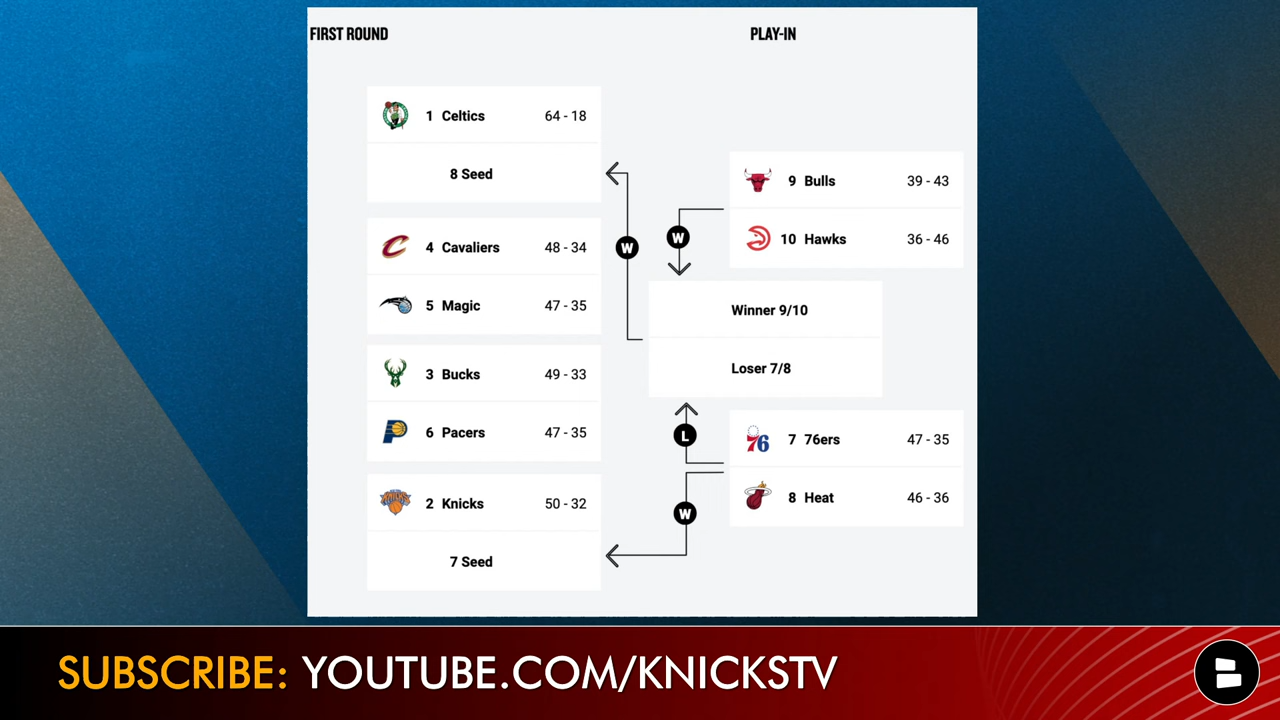 FIRST ROUND
PLAY-IN
1 Celtics 64 - 18
8 Seed
4 Cavaliers 48 - 34
5 Magic 47 - 35
3 Bucks 49 - 33
6 Pacers 47 - 35
2 Knicks 50 - 32
7 Seed
W
W
L
W
9 Bulls 39 - 43
10 Hawks 36 - 46
Winner 9/10
Loser 7/8
76
7 76ers 47 - 35
8 Heat 46 - 36
KNICKS
SUBSCRIBE: YOUTUBE.COM/KNICKSTV